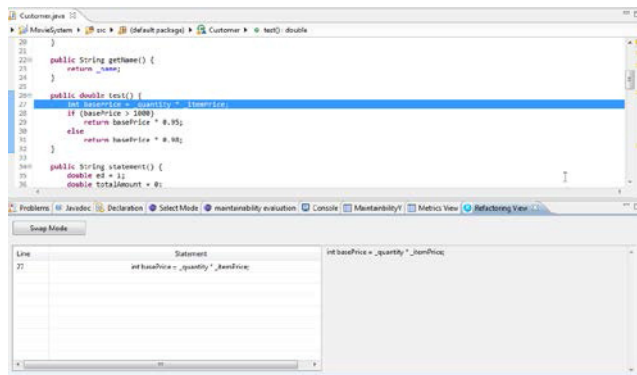 Customer.java
MovieSystem src (default package) Customer test() : double
20 }
21
22 public String getName() {
23 return _name;
24 }
25
26 public double test() {
27 int basePrice = _quantity * _itemPrice;
28 if (basePrice > 1000)
29 return basePrice * 0.95;
30 else
31 return basePrice * 0.98;
32 }
33
34 public String statement() {
35 double ed = 1;
36 double totalAmount = 0;
Problems Javadoc Declaration Select Mode maintainability evaluation Console MaintainbilityY Metrics View Refactoring View
Swap Mode
Line Statement
27 int basePrice = _quantity * _itemPrice;
int basePrice = _quantity * _itemPrice;